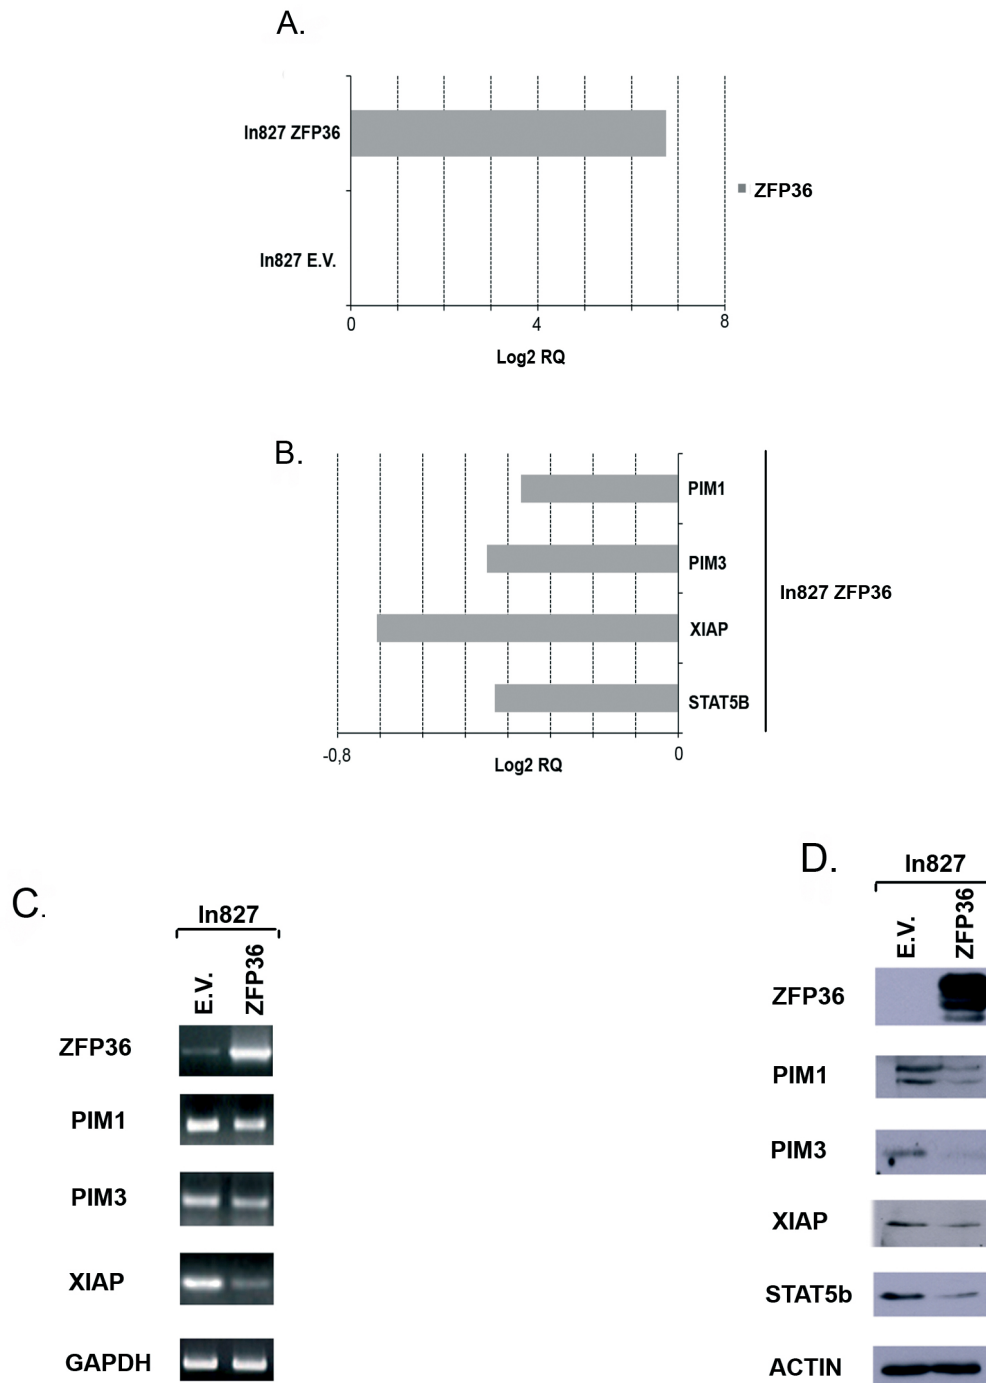 A.
In827 ZFP36
ZFP36
In827 E.V.
0 4 8
Log2 RQ
B.
PIM1
PIM3
In827 ZFP36
XIAP
STAT5B
-0,8 0
Log2 RQ
C.
In827
E.V. ZFP36
ZFP36
PIM1
PIM3
XIAP
GAPDH
D.
In827
E.V. ZFP36
ZFP36
PIM1
PIM3
XIAP
STAT5b
ACTIN